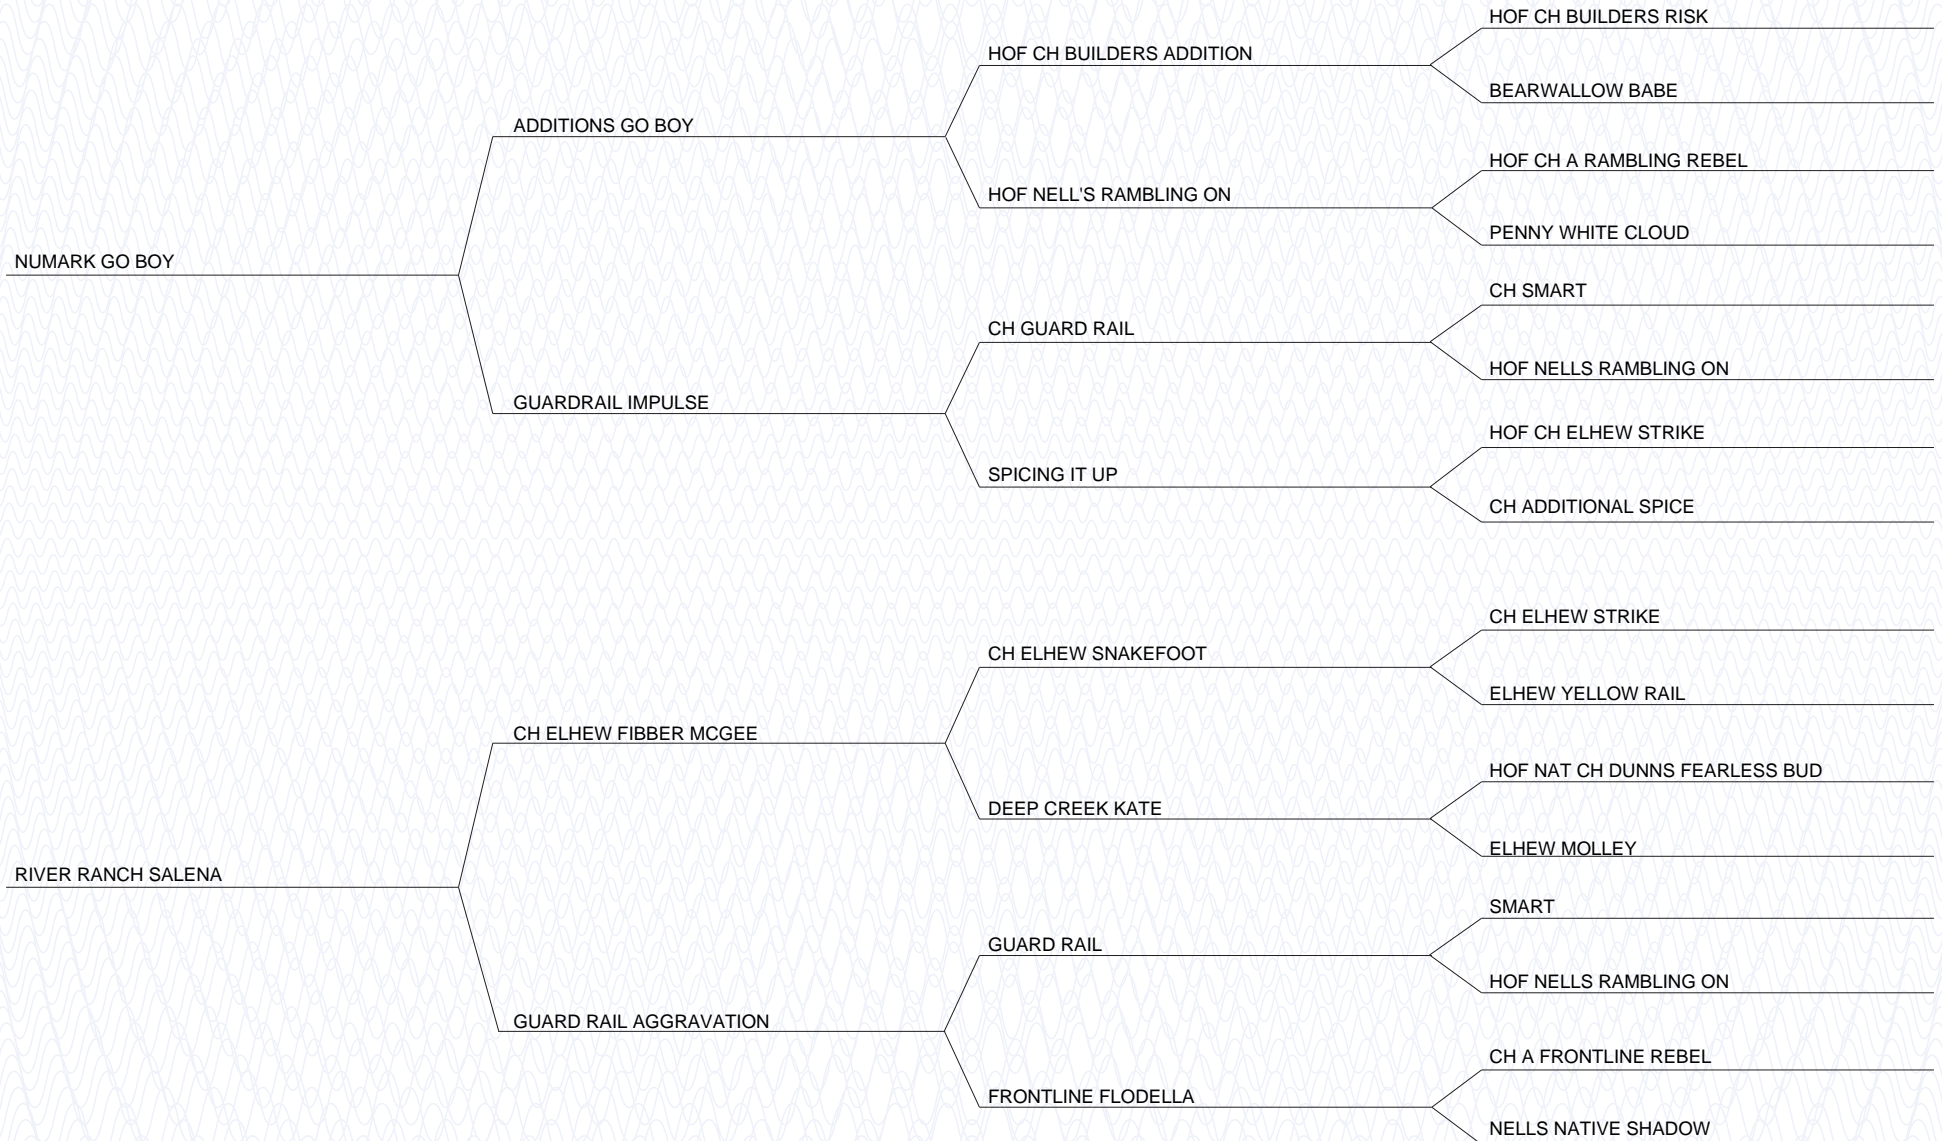 HOF CH BUILDERS RISK
HOF CH BUILDERS ADDITION
BEARWALLOW BABE
ADDITIONS GO BOY
HOF CH A RAMBLING REBEL
HOF NELL'S RAMBLING ON
PENNY WHITE CLOUD
NUMARK GO BOY
CH SMART
CH GUARD RAIL
HOF NELLS RAMBLING ON
GUARDRAIL IMPULSE
HOF CH ELHEW STRIKE
SPICING IT UP
CH ADDITIONAL SPICE
CH ELHEW STRIKE
CH ELHEW SNAKEFOOT
ELHEW YELLOW RAIL
CH ELHEW FIBBER MCGEE
HOF NAT CH DUNNS FEARLESS BUD
DEEP CREEK KATE
ELHEW MOLLEY
RIVER RANCH SALENA
SMART
GUARD RAIL
HOF NELLS RAMBLING ON
GUARD RAIL AGGRAVATION
CH A FRONTLINE REBEL
FRONTLINE FLODELLA
NELLS NATIVE SHADOW